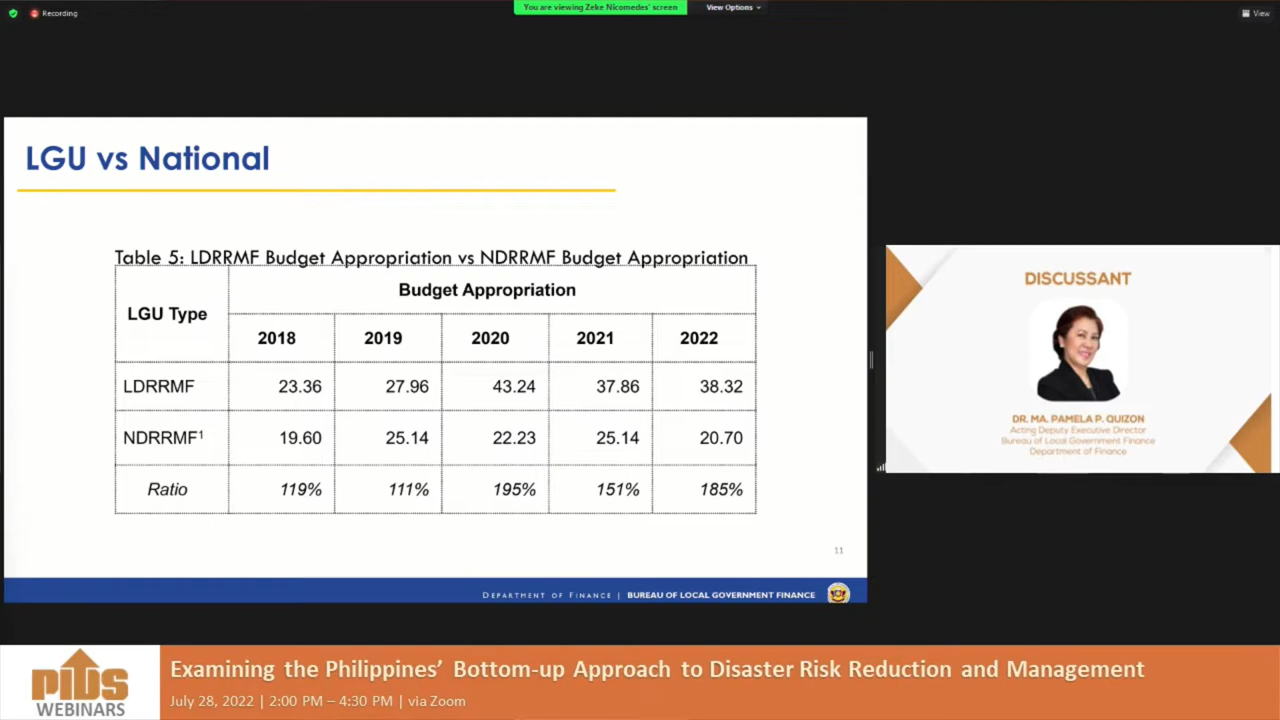 Recording
You are viewing Zeke Nicomedes' screen
View Options
View
LGU vs National
Table 5: LDRRMF Budget Appropriation vs NDRRMF Budget Appropriation
LGU Type
Budget Appropriation
2018 2019 2020 2021 2022
LDRRMF 23.36 27.96 43.24 37.86 38.32
NDRRMF¹ 19.60 25.14 22.23 25.14 20.70
Ratio 119% 111% 195% 151% 185%
11
DEPARTMENT OF FINANCE | BUREAU OF LOCAL GOVERNMENT FINANCE
DISCUSSANT
DR. MA. PAMELA P. QUIZON
Acting Deputy Executive Director
Bureau of Local Government Finance
Department of Finance
PIDS
WEBINARS
Examining the Philippines' Bottom-up Approach to Disaster Risk Reduction and Management
July 28, 2022 | 2:00 PM – 4:30 PM | via Zoom